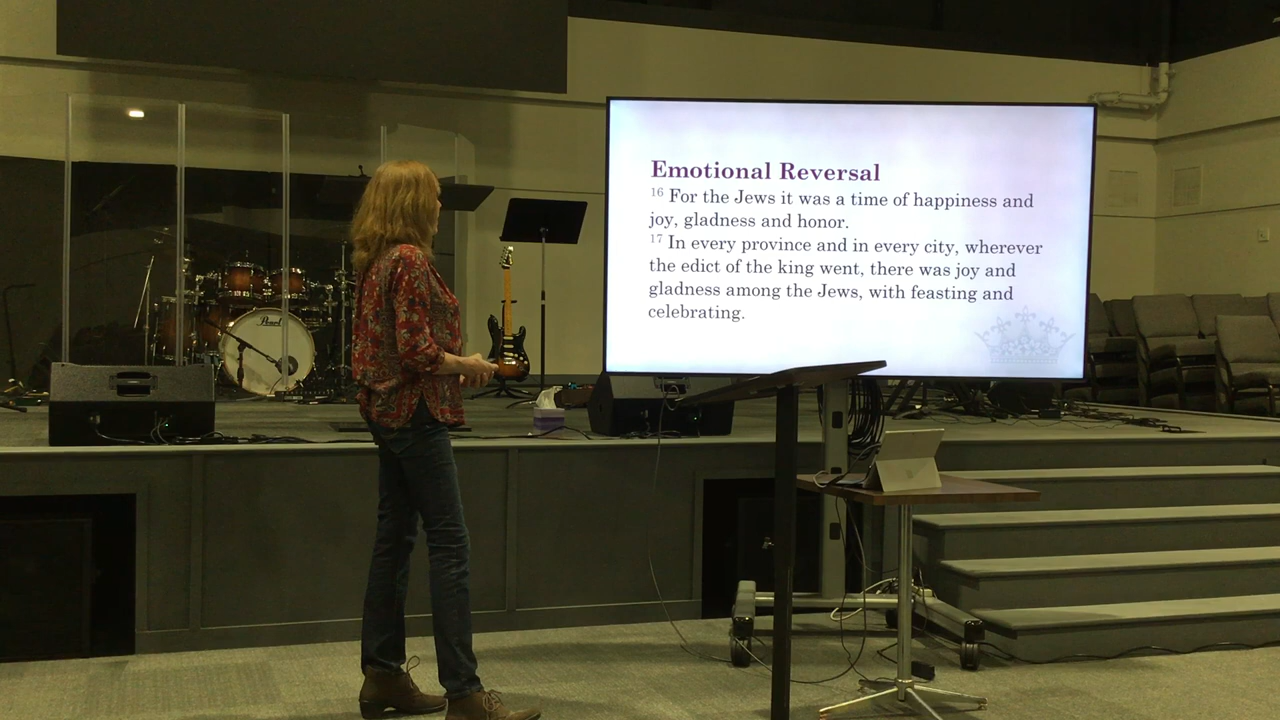 Emotional Reversal
16 For the Jews it was a time of happiness and
joy, gladness and honor.
17 In every province and in every city, wherever
the edict of the king went, there was joy and
gladness among the Jews, with feasting and
celebrating.
Pearl